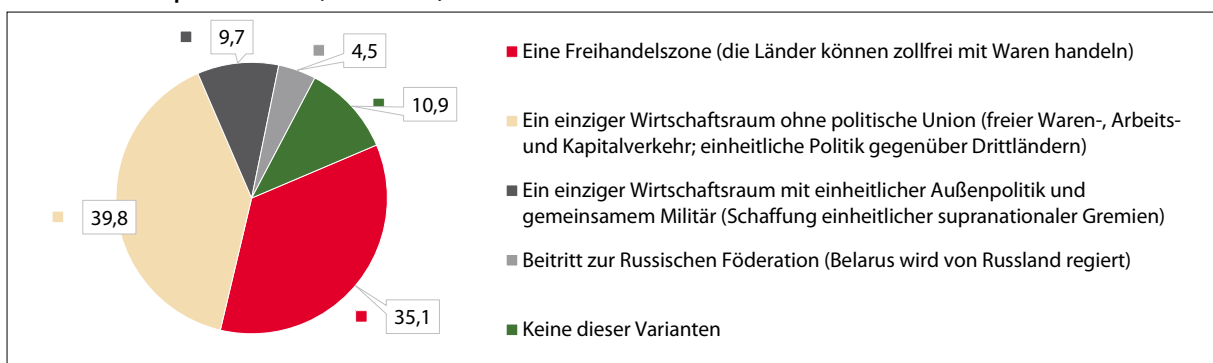 9,7
4,5
10,9
39,8
35,1
Eine Freihandelszone (die Länder können zollfrei mit Waren handeln)
Ein einziger Wirtschaftsraum ohne politische Union (freier Waren-, Arbeits-
und Kapitalverkehr; einheitliche Politik gegenüber Drittländern)
Ein einziger Wirtschaftsraum mit einheitlicher Außenpolitik und
gemeinsamem Militär (Schaffung einheitlicher supranationaler Gremien)
Beitritt zur Russischen Föderation (Belarus wird von Russland regiert)
Keine dieser Varianten